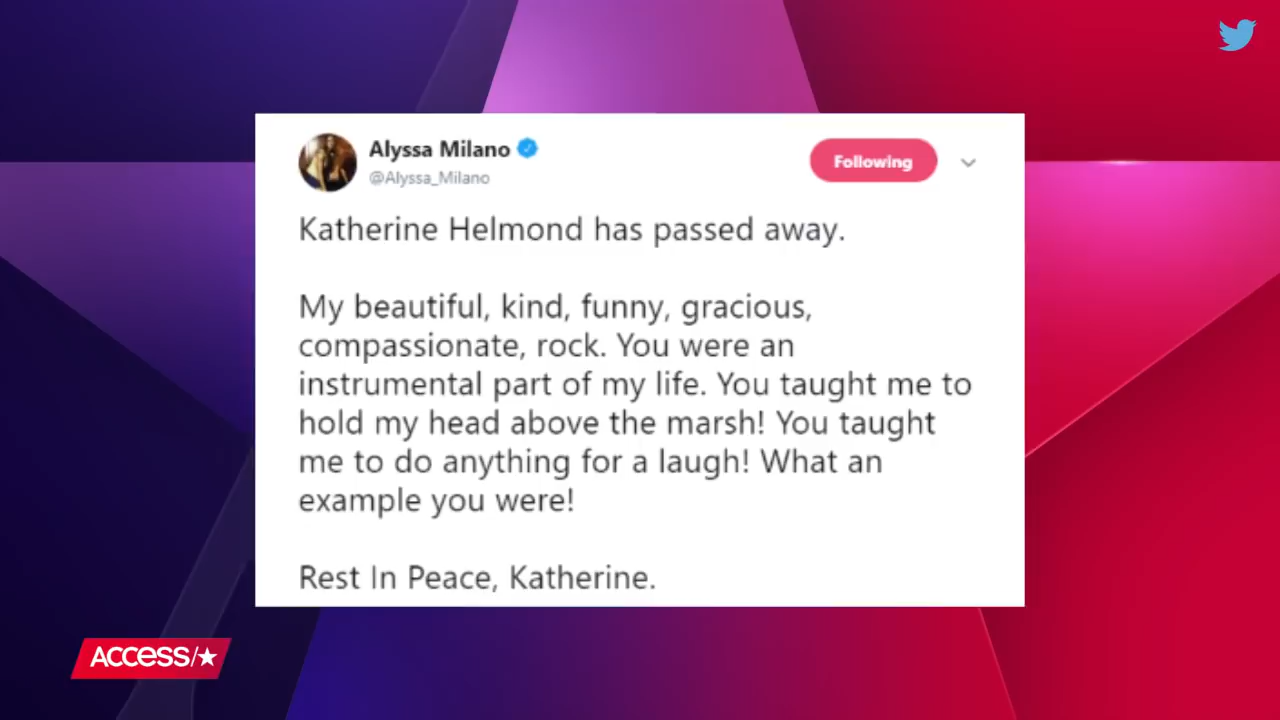 Alyssa Milano
@Alyssa_Milano
Following
Katherine Helmond has passed away.
My beautiful, kind, funny, gracious,
compassionate, rock. You were an
instrumental part of my life. You taught me to
hold my head above the marsh! You taught
me to do anything for a laugh! What an
example you were!
Rest In Peace, Katherine.
ACCESS